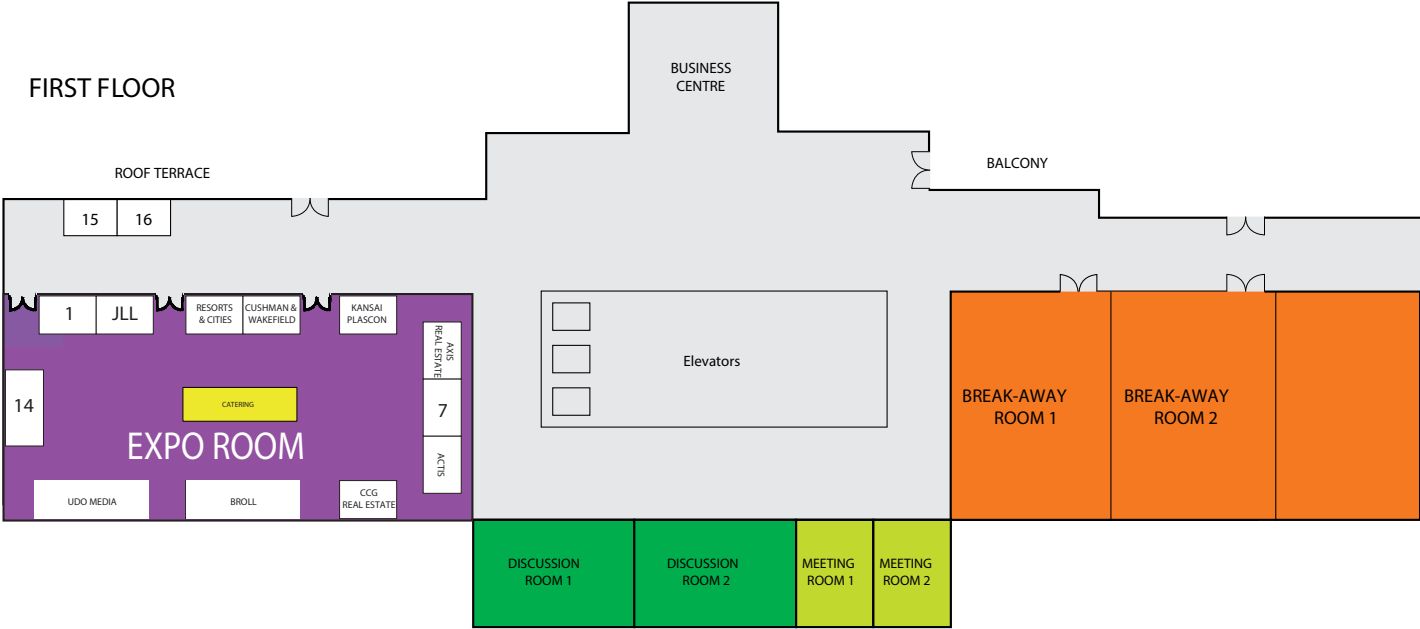 BUSINESS
CENTRE
FIRST FLOOR
ROOF TERRACE
BALCONY
15
16
1
JLL
RESORTS
& CITIES
CUSHMAN &
WAKEFIELD
KANSAI
PLASCON
AXIS
REAL ESTATE
Elevators
14
CATERING
7
BREAK-AWAY
ROOM 1
BREAK-AWAY
ROOM 2
EXPO ROOM
ACTIS
UDO MEDIA
BROLL
CCG
REAL ESTATE
DISCUSSION
ROOM 1
DISCUSSION
ROOM 2
MEETING
ROOM 1
MEETING
ROOM 2